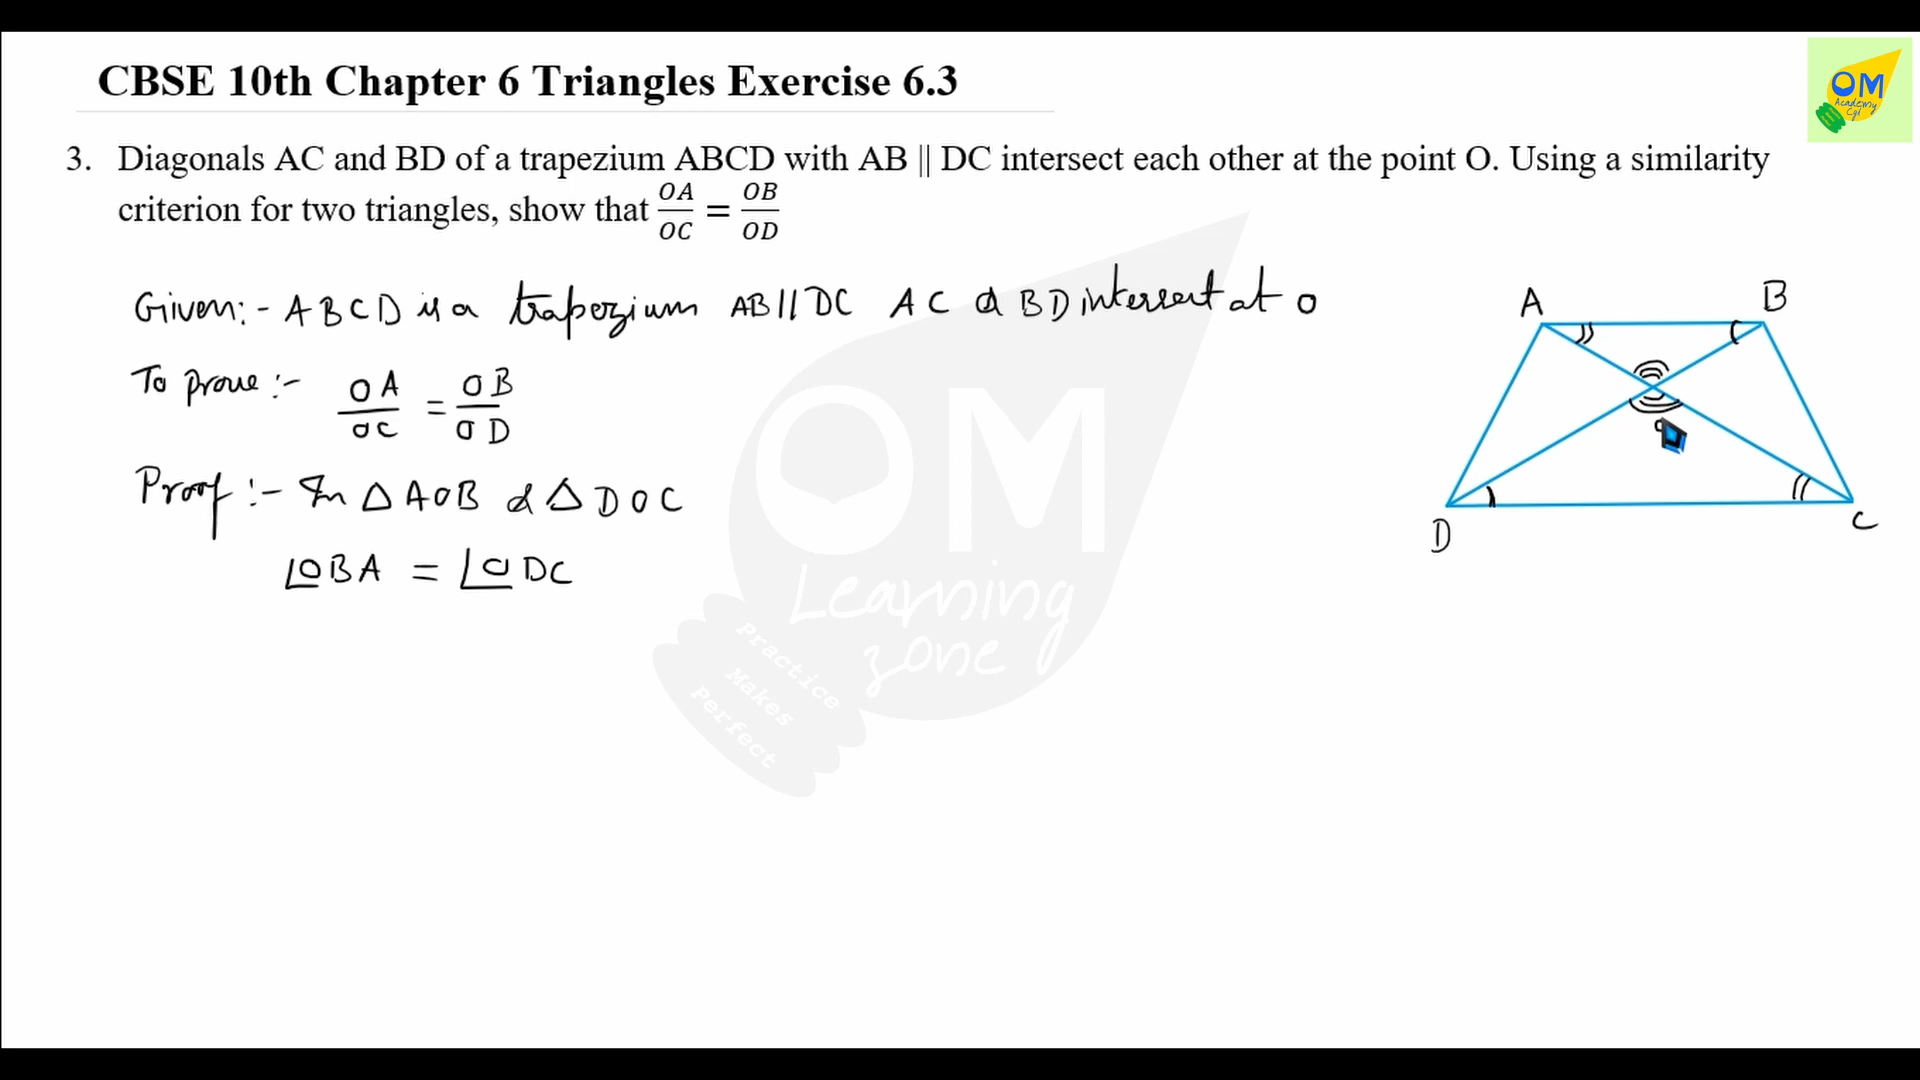 CBSE 10th Chapter 6 Triangles Exercise 6.3
OM
Academy
Cgl
3. Diagonals AC and BD of a trapezium ABCD with AB || DC intersect each other at the point O. Using a similarity
criterion for two triangles, show that OA/OC = OB/OD
Given:- ABCD is a trapezium AB//DC AC & BD intersect at O
To prove :- OA/OC = OB/OD
Proof :- In △AOB & △DOC
∠OBA = ∠ODC
A
B
O
D
C
OM
Learning
zone
Practice
Makes
Perfect